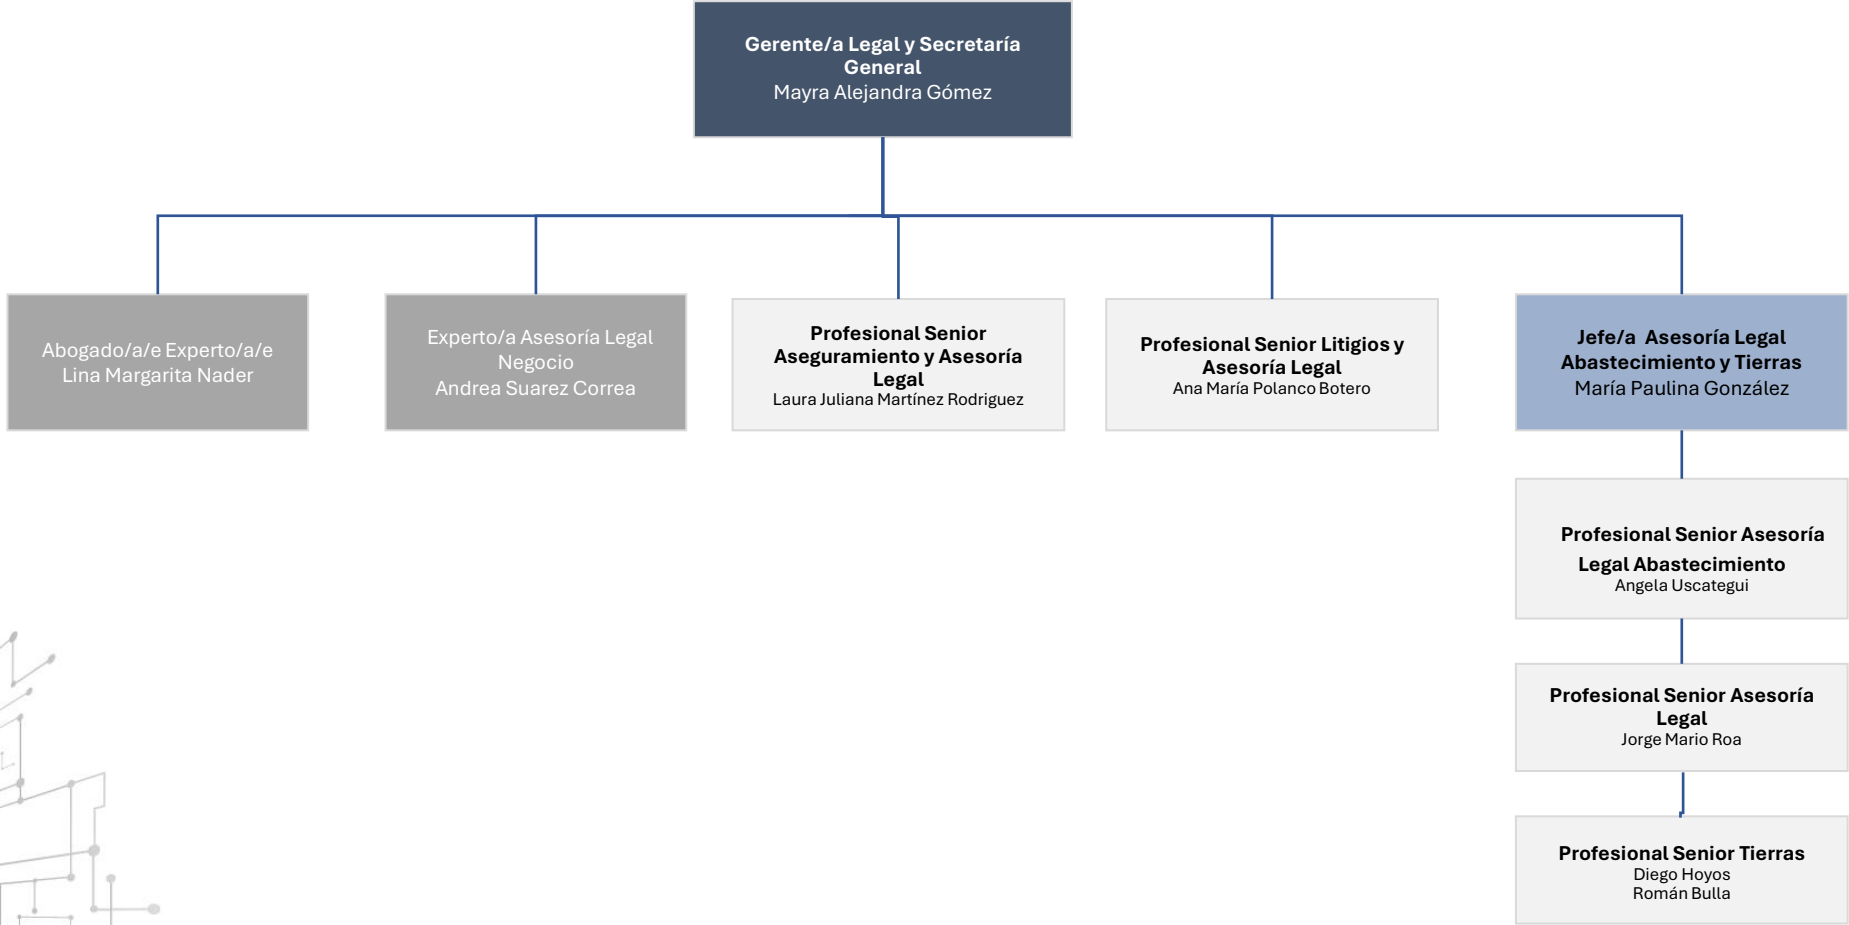 Gerente/a Legal y Secretaría
General
Mayra Alejandra Gómez
Abogado/a/e Experto/a/e
Lina Margarita Nader
Experto/a Asesoría Legal
Negocio
Andrea Suarez Correa
Profesional Senior
Aseguramiento y Asesoría
Legal
Laura Juliana Martínez Rodriguez
Profesional Senior Litigios y
Asesoría Legal
Ana María Polanco Botero
Jefe/a Asesoría Legal
Abastecimiento y Tierras
María Paulina González
Profesional Senior Asesoría
Legal Abastecimiento
Angela Uscategui
Profesional Senior Asesoría
Legal
Jorge Mario Roa
Profesional Senior Tierras
Diego Hoyos
Román Bulla